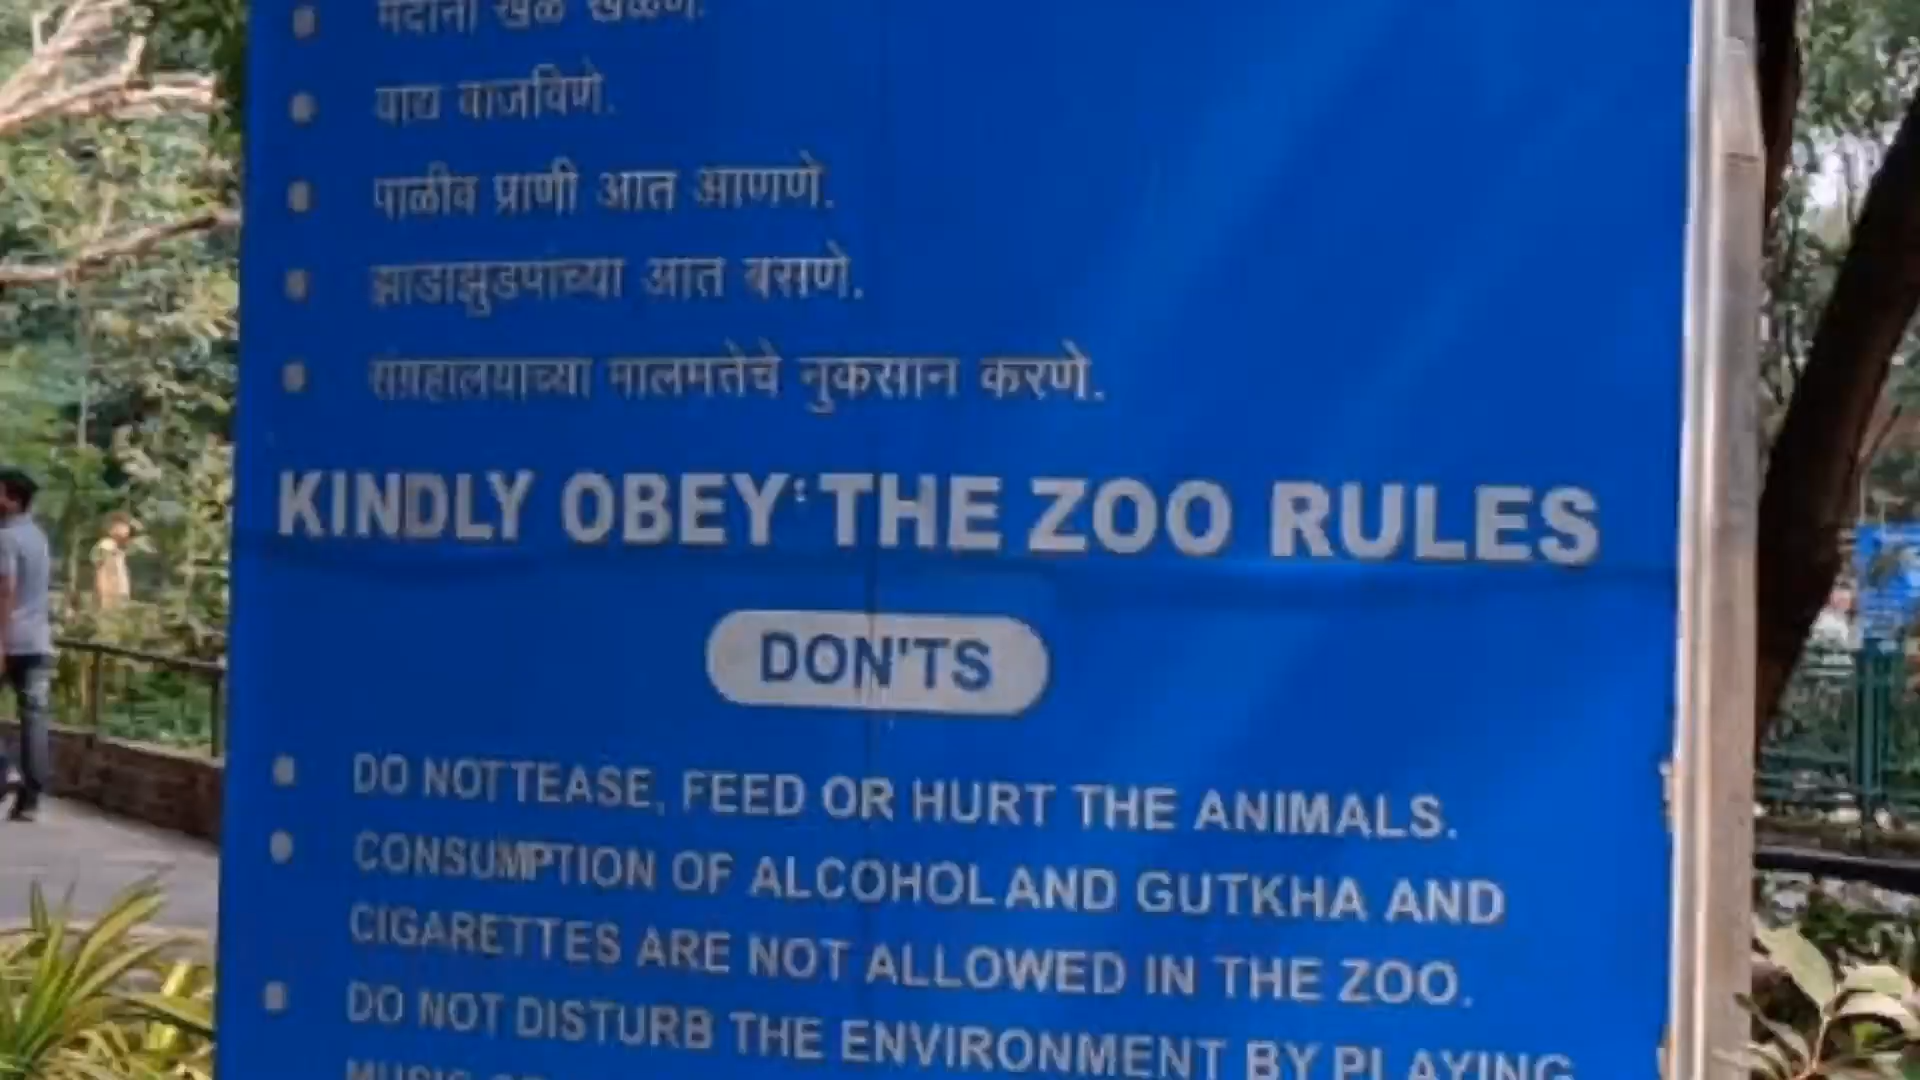 मैदानी खेळ खेळणे.
वाद्य वाजविणे.
पाळीव प्राणी आत आणणे.
झाडाझुडपांच्या आत बसणे.
संग्रहालयाच्या मालमत्तेचे नुकसान करणे.
KINDLY OBEY THE ZOO RULES
DON'TS
DO NOT TEASE, FEED OR HURT THE ANIMALS.
CONSUMPTION OF ALCOHOL AND GUTKHA AND
CIGARETTES ARE NOT ALLOWED IN THE ZOO.
DO NOT DISTURB THE ENVIRONMENT BY PLAYING
MUSIC